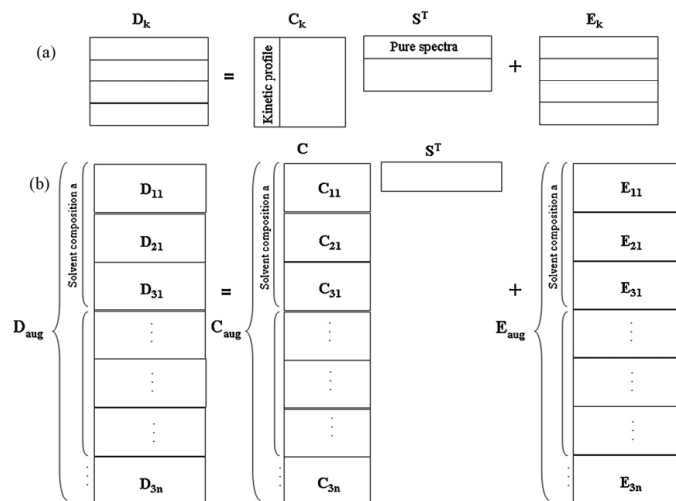 D_k C_k S^T E_k
(a)
Kinetic profile
Pure spectra
=
+
C S^T
(b)
Solvent composition a
Solvent composition a
Solvent composition a
D_11 C_11 E_11
D_21 C_21 E_21
D_31 = C_31 + E_31
D_aug C_aug E_aug
D_3n C_3n E_3n